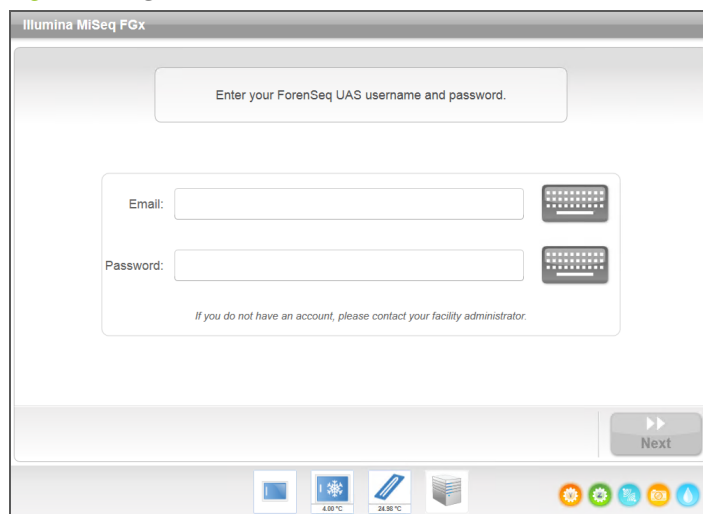 Illumina MiSeq FGx
Enter your ForenSeq UAS username and password.
Email:
Password:
If you do not have an account, please contact your facility administrator.
Next
4.00 °C
24.98 °C